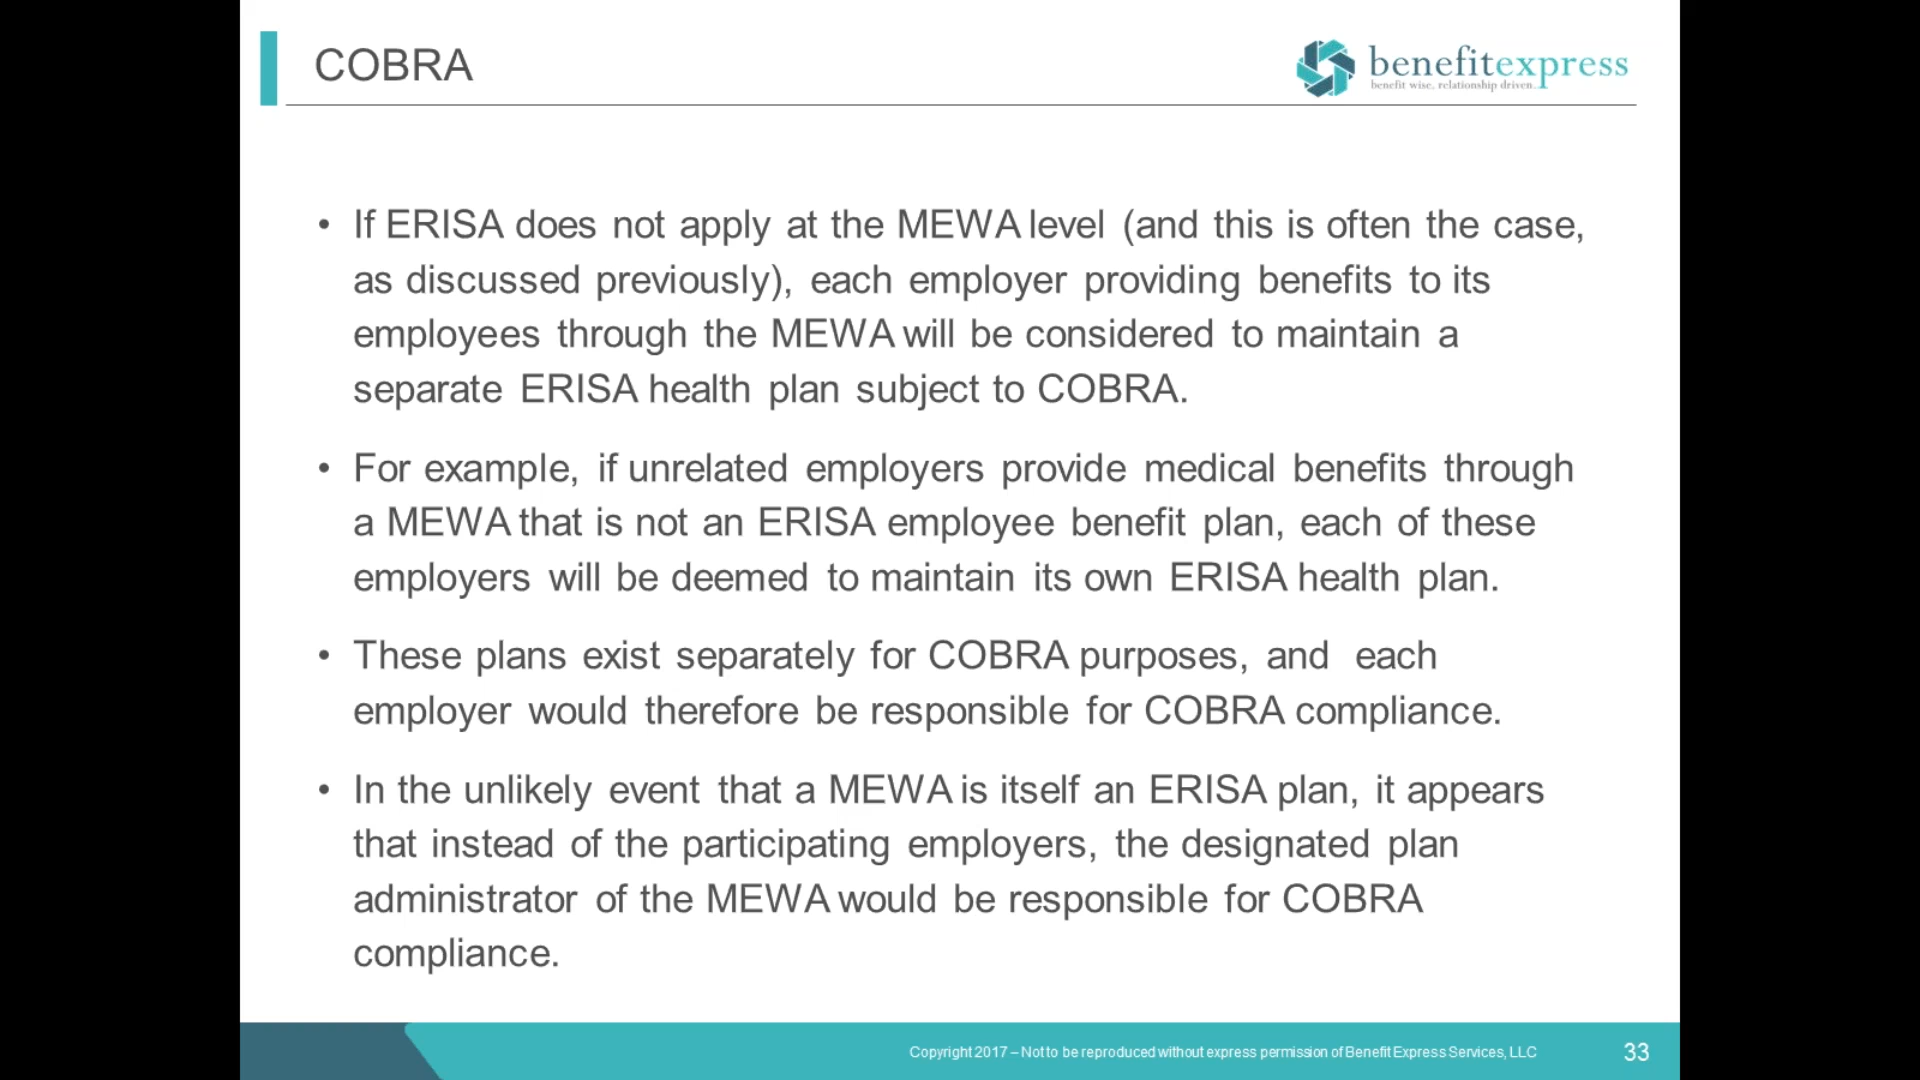 COBRA
benefitexpress
benefit wise. relationship driven.
• If ERISA does not apply at the MEWA level (and this is often the case,
as discussed previously), each employer providing benefits to its
employees through the MEWA will be considered to maintain a
separate ERISA health plan subject to COBRA.
• For example, if unrelated employers provide medical benefits through
a MEWA that is not an ERISA employee benefit plan, each of these
employers will be deemed to maintain its own ERISA health plan.
• These plans exist separately for COBRA purposes, and each
employer would therefore be responsible for COBRA compliance.
• In the unlikely event that a MEWA is itself an ERISA plan, it appears
that instead of the participating employers, the designated plan
administrator of the MEWA would be responsible for COBRA
compliance.
Copyright 2017 – Not to be reproduced without express permission of Benefit Express Services, LLC
33